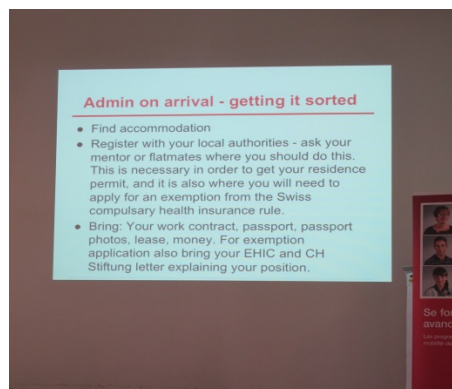 Admin on arrival - getting it sorted
● Find accommodation
● Register with your local authorities - ask your
mentor or flatmates where you should do this.
This is necessary in order to get your residence
permit, and it is also where you will need to
apply for an exemption from the Swiss
compulsary health insurance rule.
● Bring: Your work contract, passport, passport
photos, lease, money. For exemption
application also bring your EHIC and CH
Stiftung letter explaining your position.
Se
avanc
Les
mobilité